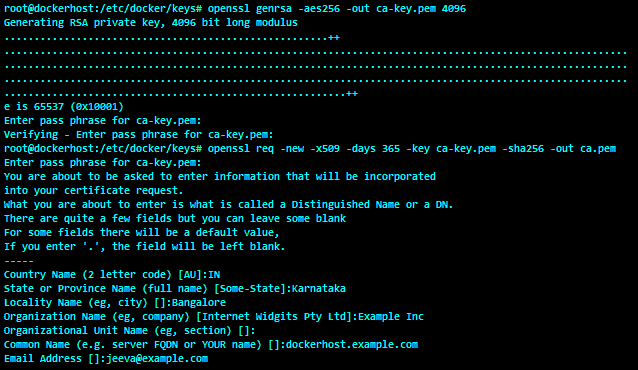 root@dockerhost:/etc/docker/keys# openssl genrsa -aes256 -out ca-key.pem 4096
Generating RSA private key, 4096 bit long modulus
.....................................................++
.......................................................................................................
.......................................................................................................
.......................................................................................................
........................................................++
e is 65537 (0x10001)
Enter pass phrase for ca-key.pem:
Verifying - Enter pass phrase for ca-key.pem:
root@dockerhost:/etc/docker/keys# openssl req -new -x509 -days 365 -key ca-key.pem -sha256 -out ca.pem
Enter pass phrase for ca-key.pem:
You are about to be asked to enter information that will be incorporated
into your certificate request.
What you are about to enter is what is called a Distinguished Name or a DN.
There are quite a few fields but you can leave some blank
For some fields there will be a default value,
If you enter '.', the field will be left blank.
-----
Country Name (2 letter code) [AU]:IN
State or Province Name (full name) [Some-State]:Karnataka
Locality Name (eg, city) []:Bangalore
Organization Name (eg, company) [Internet Widgits Pty Ltd]:Example Inc
Organizational Unit Name (eg, section) []:
Common Name (e.g. server FQDN or YOUR name) []:dockerhost.example.com
Email Address []:jeeva@example.com